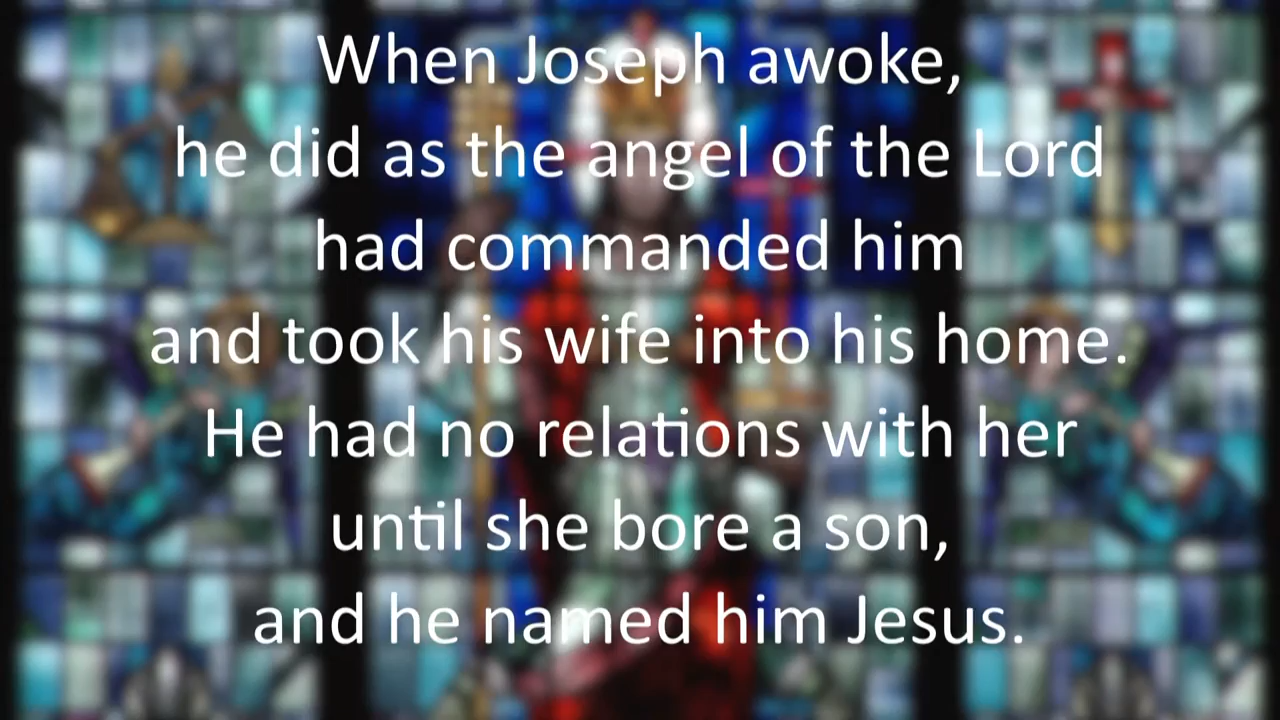 When Joseph awoke,
he did as the angel of the Lord
had commanded him
and took his wife into his home.
He had no relations with her
until she bore a son,
and he named him Jesus.